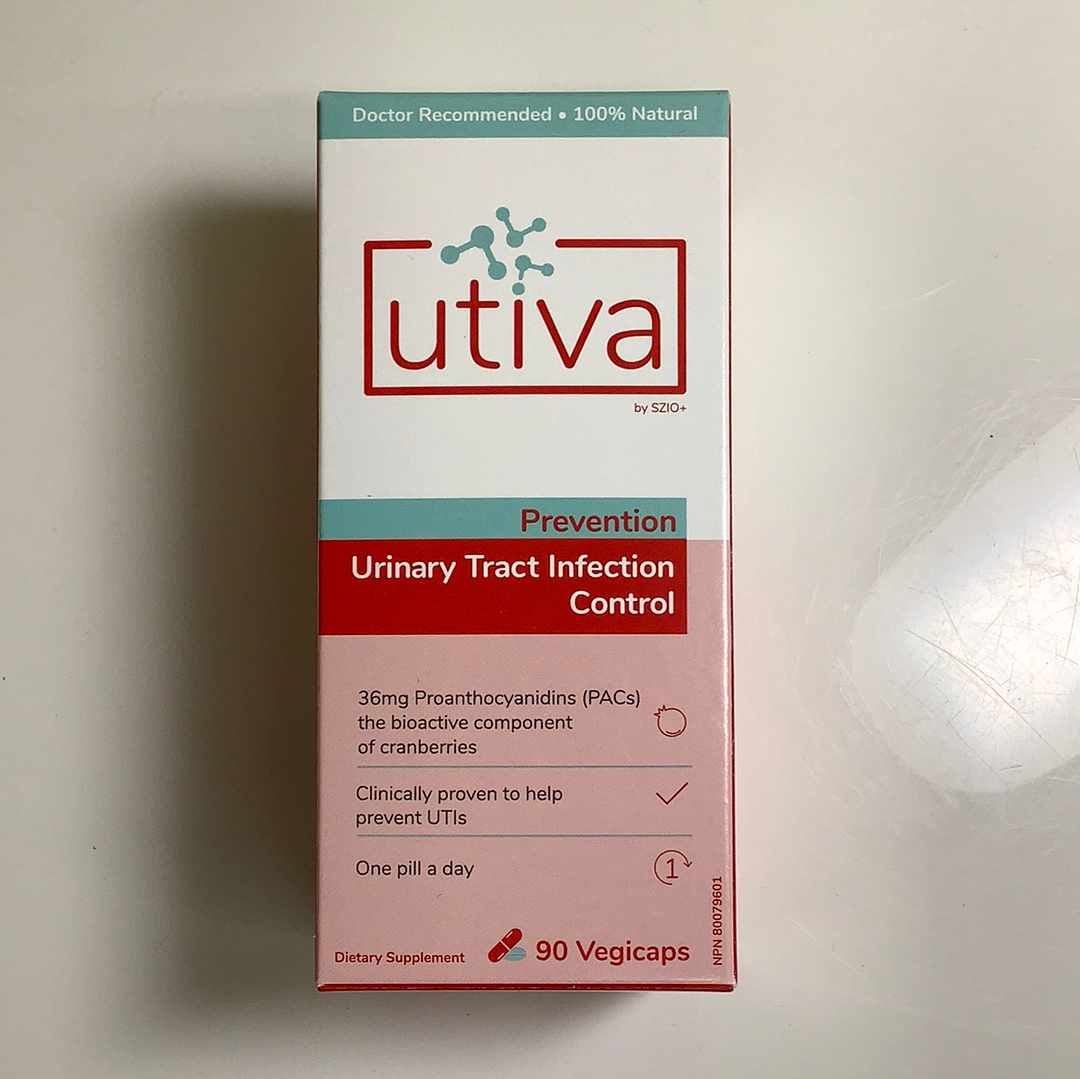 Doctor Recommended • 100% Natural
utiva
by SZIO+
Prevention
Urinary Tract Infection
Control
36mg Proanthocyanidins (PACs)
the bioactive component
of cranberries
Clinically proven to help
prevent UTIs
One pill a day
1
Dietary Supplement
90 Vegicaps
NPN 80079601